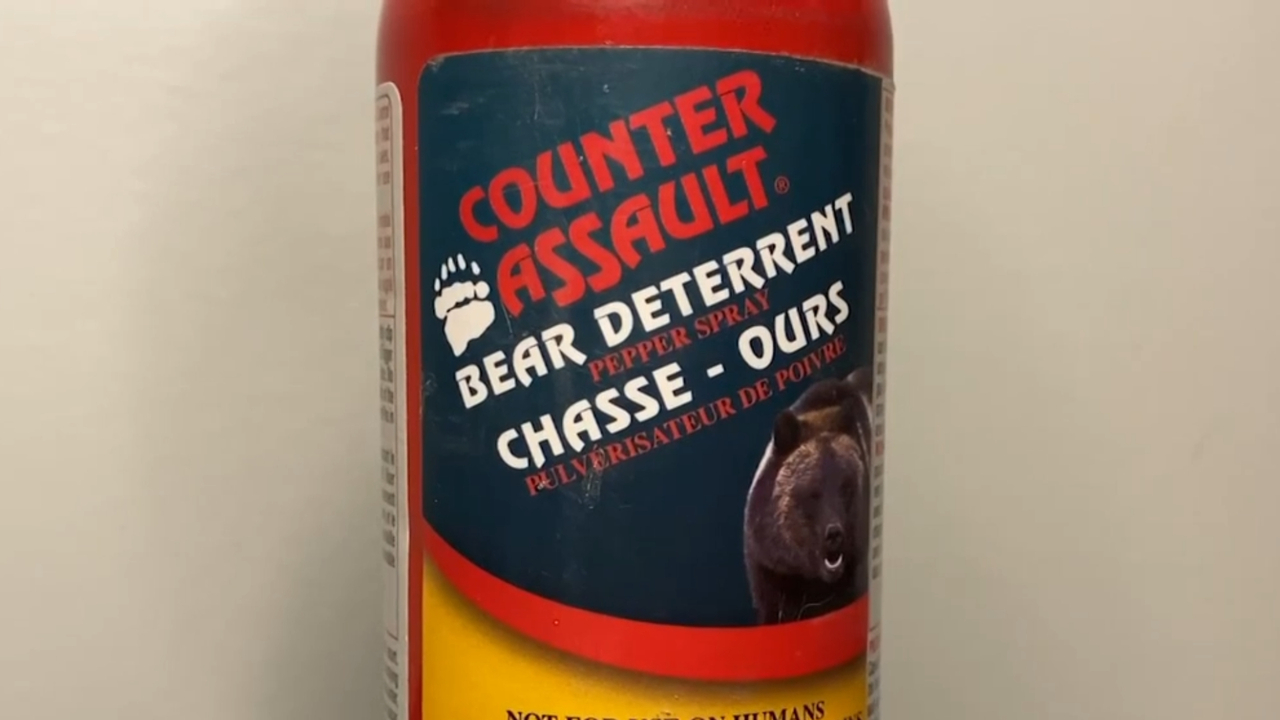 COUNTER
ASSAULT®
BEAR DETERRENT
PEPPER SPRAY
CHASSE - OURS
PULVÉRISATEUR DE POIVRE
NOT FOR USE ON HUMANS